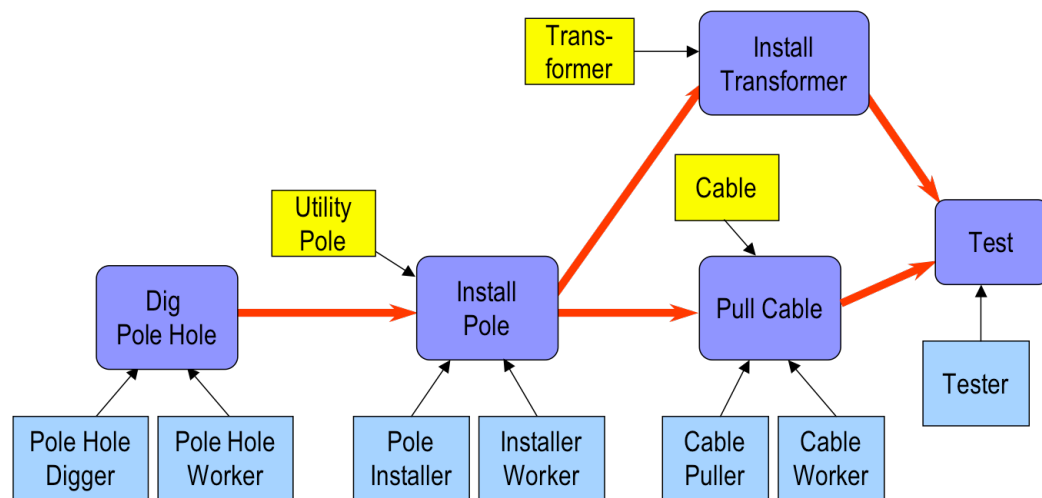 Trans-
former
Install
Transformer
Utility
Pole
Cable
Test
Dig
Pole Hole
Install
Pole
Pull Cable
Tester
Pole Hole
Digger
Pole Hole
Worker
Pole
Installer
Installer
Worker
Cable
Puller
Cable
Worker